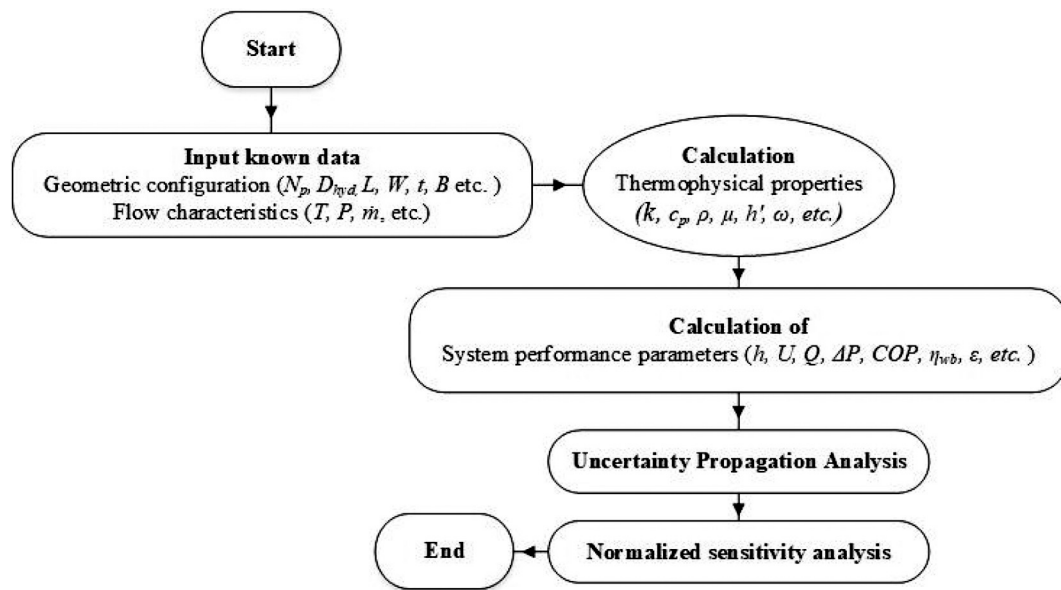 Start
Input known data
Geometric configuration (Np, Dhyd, L, W, t, B etc. )
Flow characteristics (T, P, ṁ, etc.)
Calculation
Thermophysical properties
(k, cp, ρ, μ, h', ω, etc.)
Calculation of
System performance parameters (h, U, Q, ΔP, COP, ηwb, ε, etc. )
Uncertainty Propagation Analysis
Normalized sensitivity analysis
End